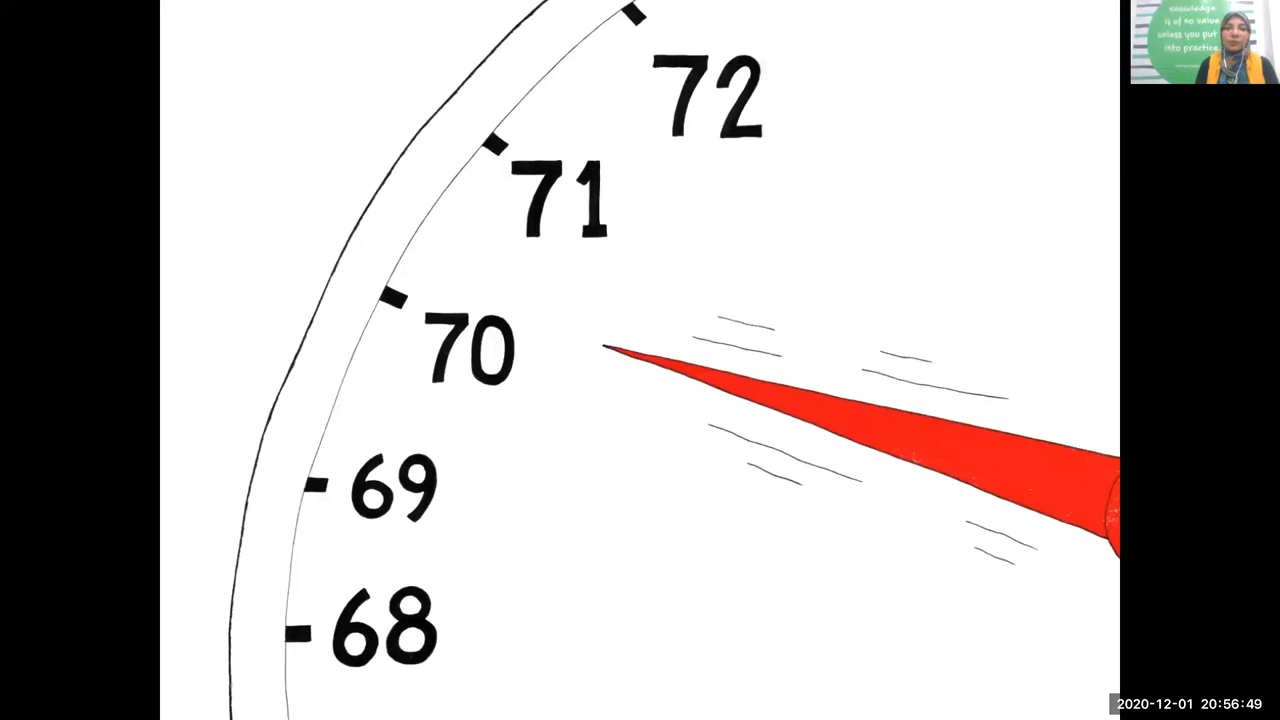 72
71
70
69
68
knowledge
is of no value
unless you put
into practice
2020-12-01 20:56:49